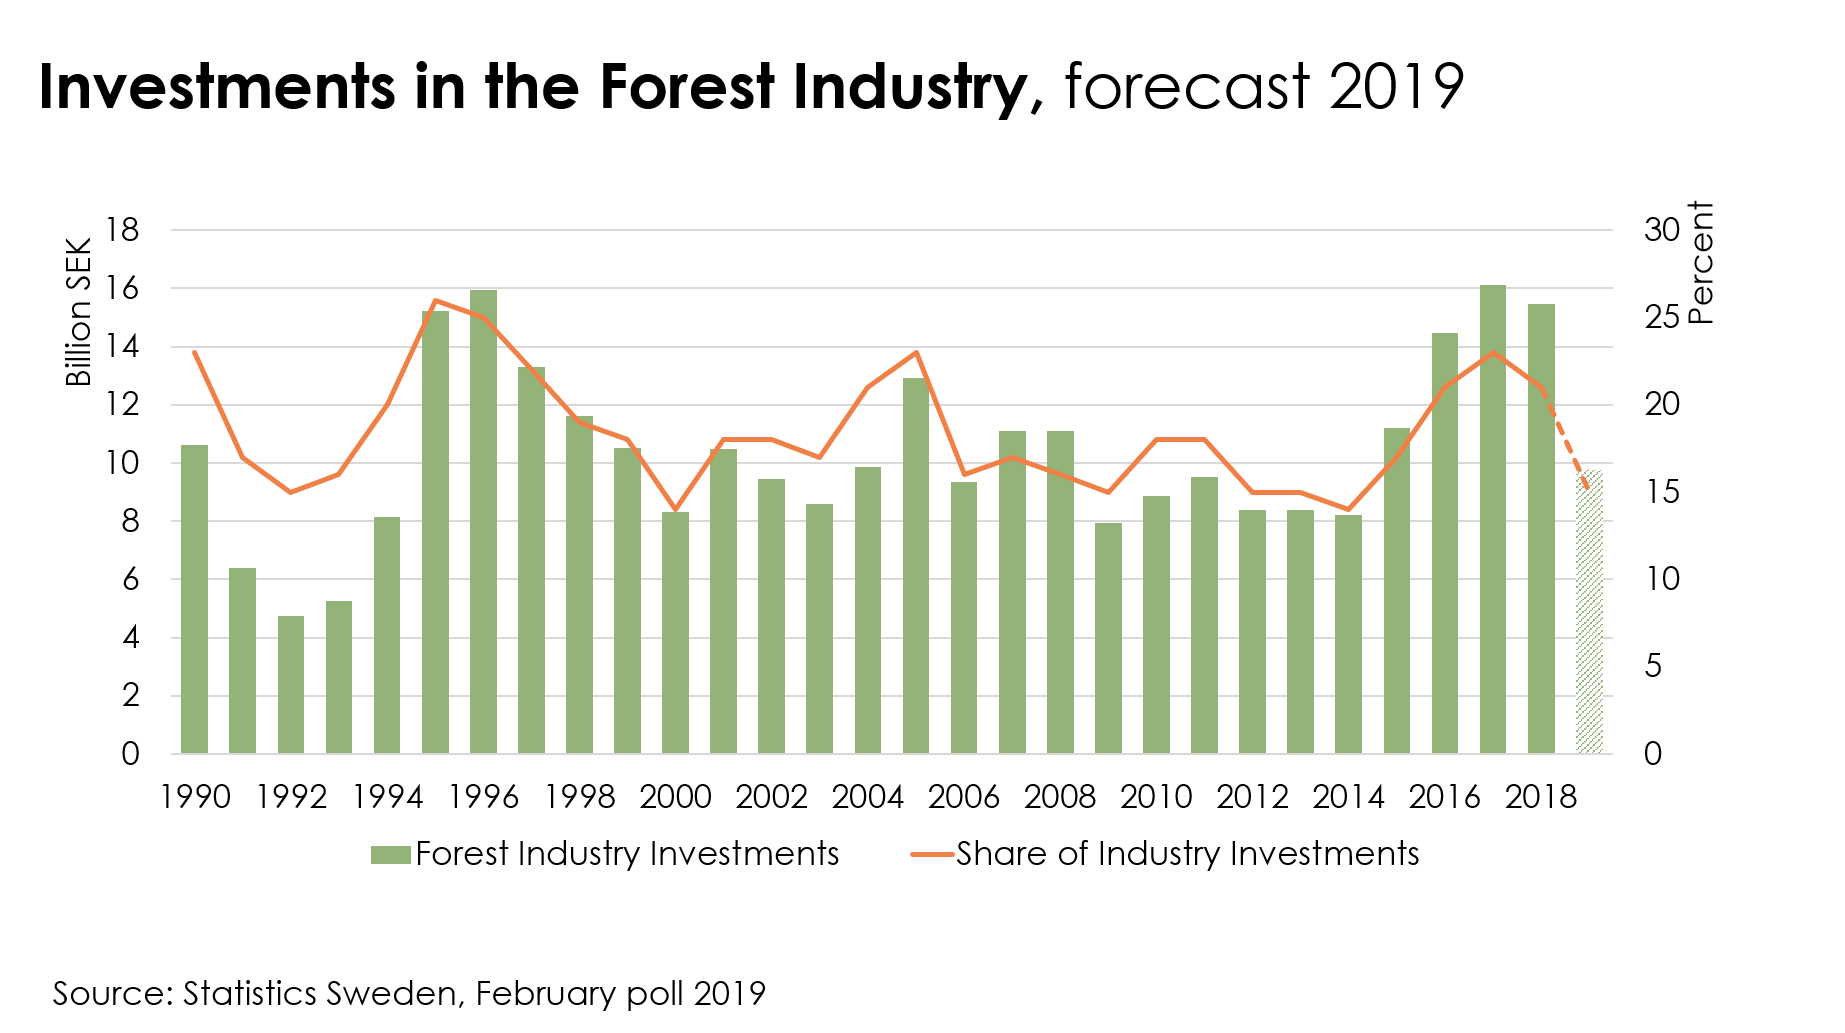 Investments in the Forest Industry, forecast 2019
Billion SEK
18
16
14
12
10
8
6
4
2
0
Percent
30
25
20
15
10
5
0
1990 1992 1994 1996 1998 2000 2002 2004 2006 2008 2010 2012 2014 2016 2018
Forest Industry Investments Share of Industry Investments
Source: Statistics Sweden, February poll 2019